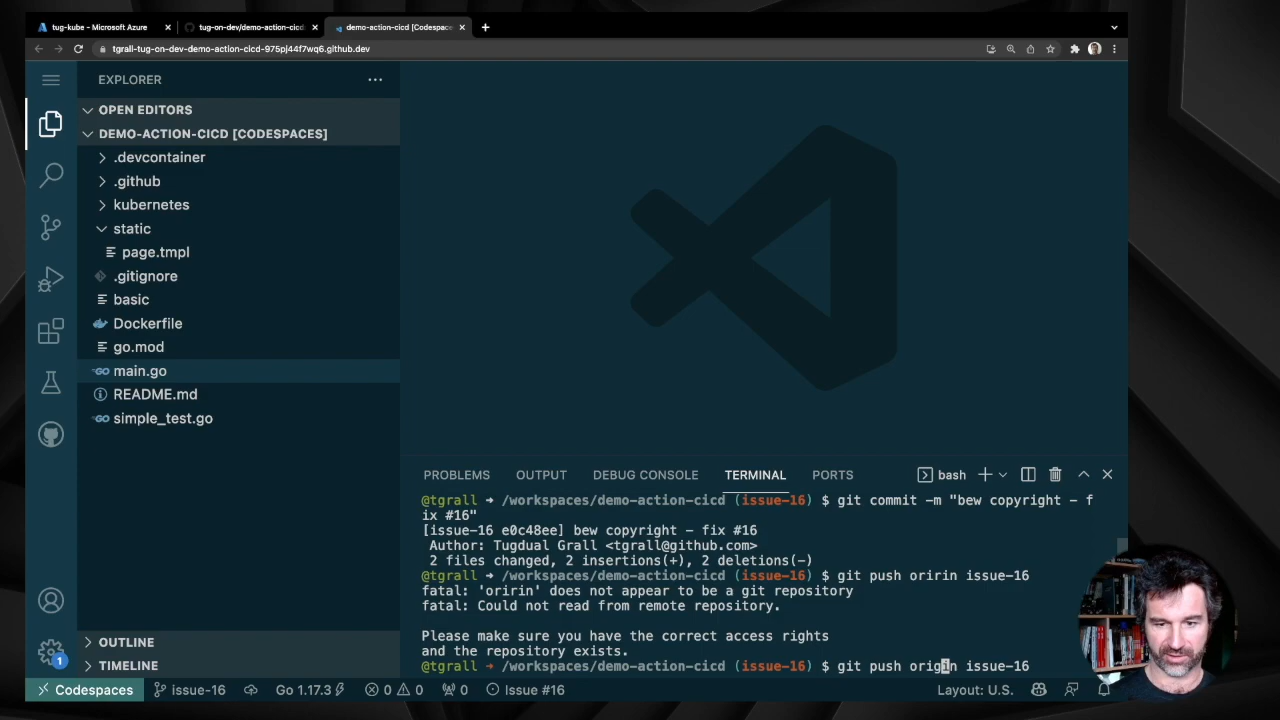 tug-kube - Microsoft Azure
tug-on-dev/demo-action-cicd
demo-action-cicd [Codespaces
tgrall-tug-on-dev-demo-action-cicd-975pj44f7wq6.github.dev
EXPLORER
OPEN EDITORS
DEMO-ACTION-CICD [CODESPACES]
.devcontainer
.github
kubernetes
static
page.tmpl
.gitignore
basic
Dockerfile
go.mod
main.go
README.md
simple_test.go
OUTLINE
TIMELINE
PROBLEMS OUTPUT DEBUG CONSOLE TERMINAL PORTS bash
@tgrall → /workspaces/demo-action-cicd (issue-16) $ git commit -m "bew copyright - f
ix #16"
[issue-16 e0c48ee] bew copyright - fix #16
Author: Tugdual Grall <tgrall@github.com>
2 files changed, 2 insertions(+), 2 deletions(-)
@tgrall → /workspaces/demo-action-cicd (issue-16) $ git push oririn issue-16
fatal: 'oririn' does not appear to be a git repository
fatal: Could not read from remote repository.
Please make sure you have the correct access rights
and the repository exists.
@tgrall → /workspaces/demo-action-cicd (issue-16) $ git push origin issue-16
1
Codespaces issue-16 Go 1.17.3 0 0 0 Issue #16 Layout: U.S.